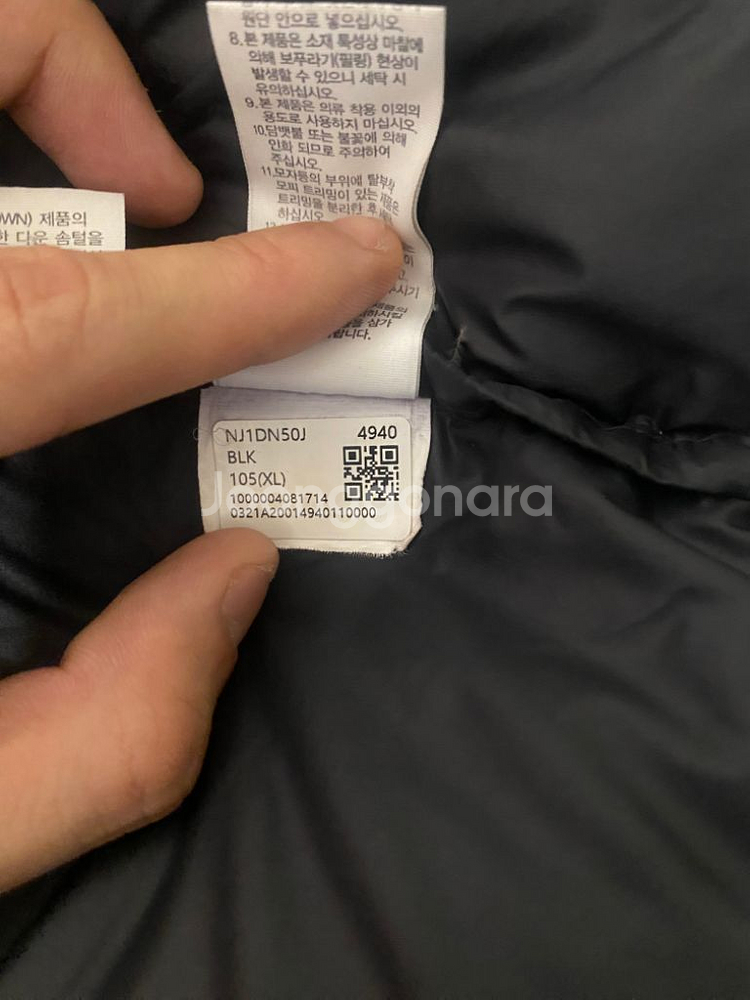 원단 안으로 넣으십시오.
8.본 제품은 소재 특성상 마찰에
의해 보푸라기(필링) 현상이
발생할 수 있으니 세탁 시
유의하십시오.
9.본 제품은 의류 착용 이외의
용도로 사용하지 마십시오.
10.담뱃불 또는 불꽃에 의해
인화 되므로 주의하여
주십시오.
11.모자등의 부위에 탈부착
모피 트리밍이 있는 제품은
트리밍을 분리한 후
하십시오
삼가
WN) 제품의
한 다운 솜털을
NJ1DN50J 4940
BLK
105(XL)
1000004081714
0321A20014940110000
Joonggonara